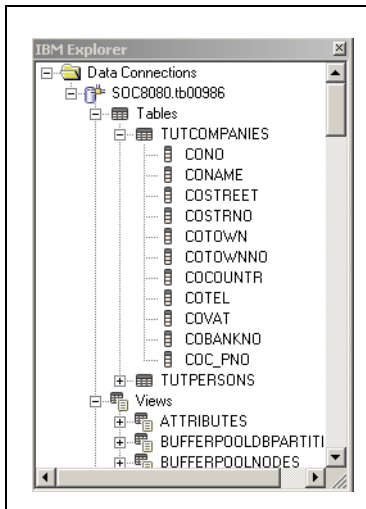 IBM Explorer
Data Connections
SOC8080.tb00986
Tables
TUTCOMPANIES
CONO
CONAME
COSTREET
COSTRNO
COTOWN
COTOWNNO
COCOUNTR
COTEL
COVAT
COBANKNO
COC_PNO
TUTPERSONS
Views
ATTRIBUTES
BUFFERPOOLDBPARTITI
BUFFERPOOLNODES